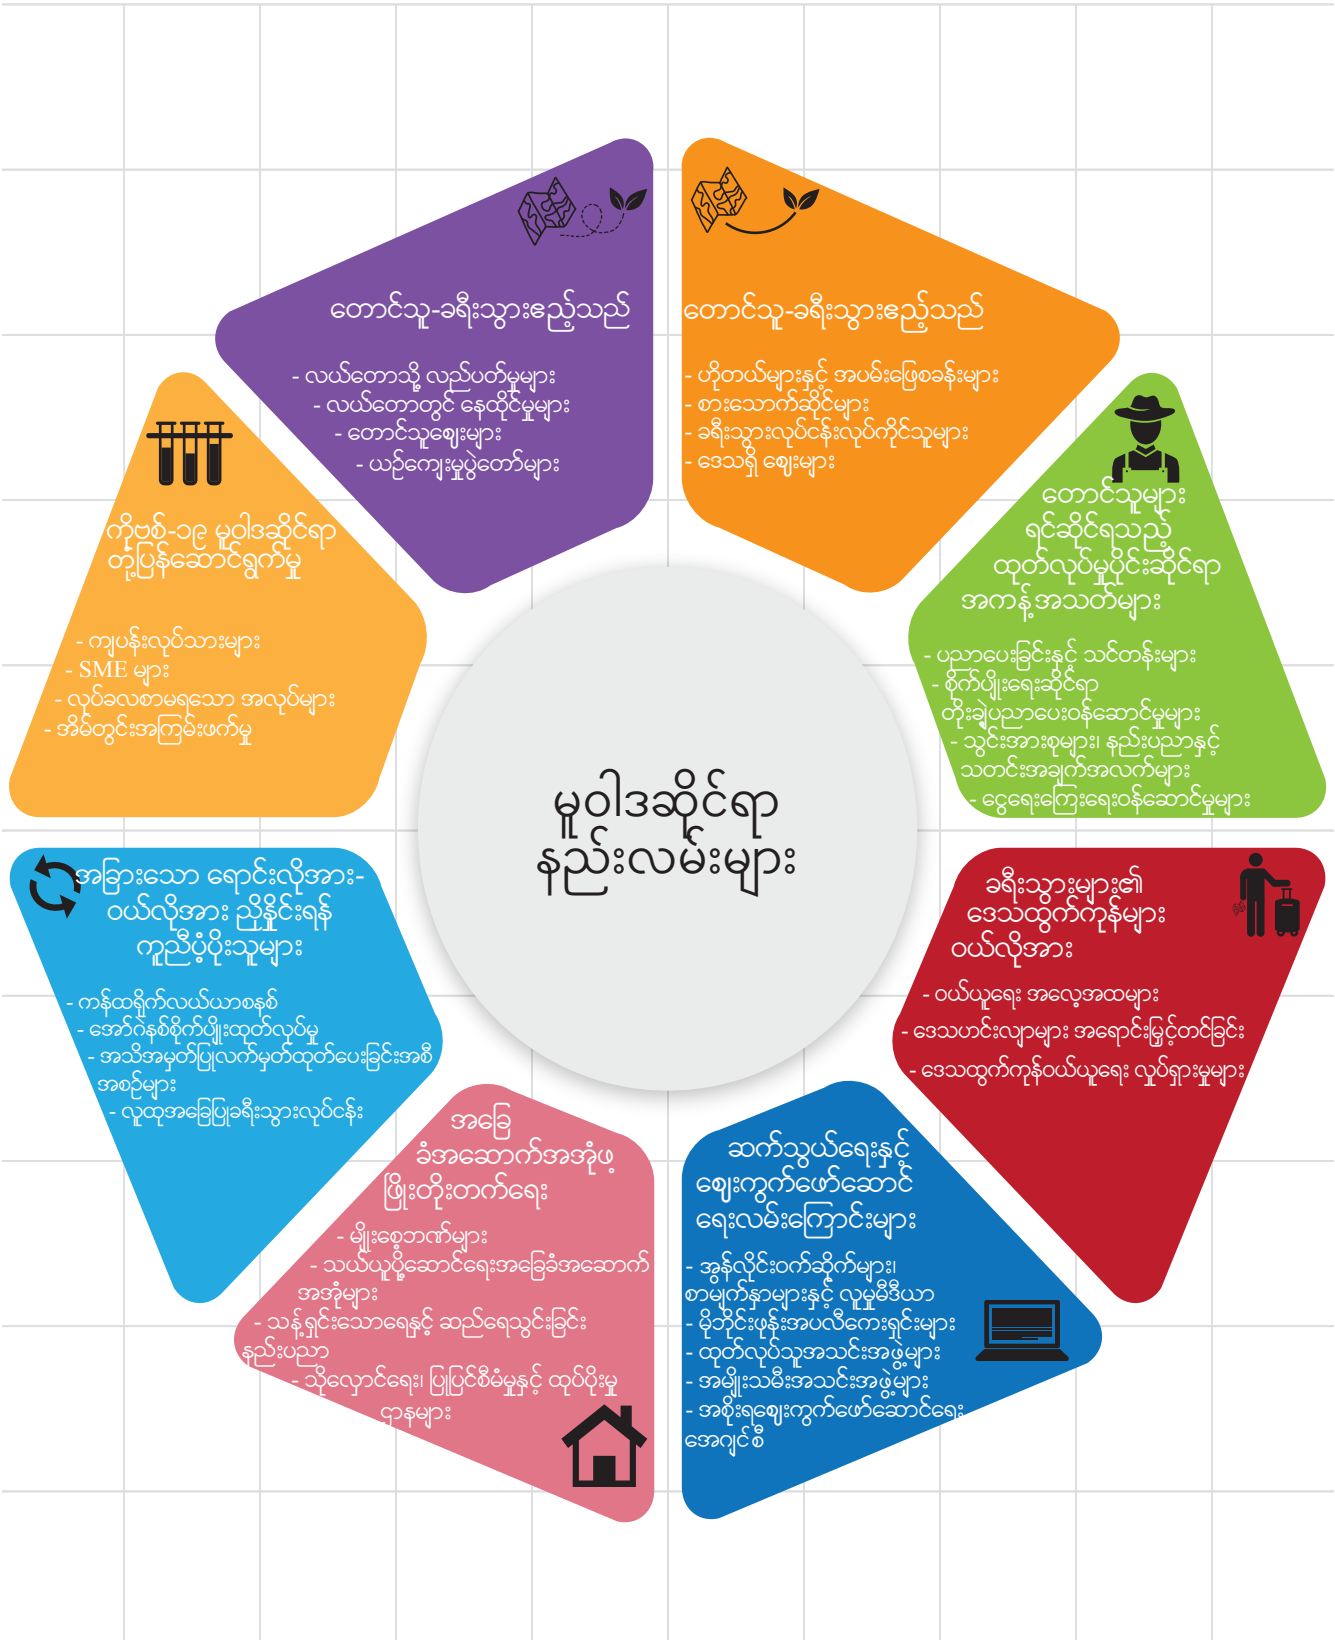 တောင်သူ-ခရီးသွားဧည့်သည်
- လယ်တောသို့ လည်ပတ်မှုများ
- လယ်တောတွင် နေထိုင်မှုများ
- တောင်သူဈေးများ
- ယဉ်ကျေးမှုပွဲတော်များ
တောင်သူ-ခရီးသွားဧည့်သည်
- ဟိုတယ်များနှင့် အပမ်းဖြေစခန်းများ
- စားသောက်ဆိုင်များ
- ခရီးသွားလုပ်ငန်းလုပ်ကိုင်သူများ
- ဒေသရှိ ဈေးများ
တောင်သူများ
ရင်ဆိုင်ရသည့်
ထုတ်လုပ်မှုပိုင်းဆိုင်ရာ
အကန့်အသတ်များ
- ပညာပေးခြင်းနှင့် သင်တန်းများ
- စိုက်ပျိုးရေးဆိုင်ရာ
တိုးချဲ့ပညာပေးဝန်ဆောင်မှုများ
- သွင်းအားစုများ၊ နည်းပညာနှင့်
သတင်းအချက်အလက်များ
- ငွေရေးကြေးရေးဝန်ဆောင်မှုများ
ခရီးသွားများ၏
ဒေသထွက်ကုန်များ
ဝယ်လိုအား
- ဝယ်ယူရေး အလေ့အထများ
- ဒေသဟင်းလျာများ အရောင်းမြှင့်တင်ခြင်း
- ဒေသထွက်ကုန်ဝယ်ယူရေး လှုပ်ရှားမှုများ
ဆက်သွယ်ရေးနှင့်
ဈေးကွက်ဖော်ဆောင်
ရေးလမ်းကြောင်းများ
- အွန်လိုင်းဝက်ဆိုက်များ၊
စာမျက်နှာများနှင့် လူမှုမီဒီယာ
- မိုဘိုင်းဖုန်းအပလီကေးရှင်းများ
- ထုတ်လုပ်သူအသင်းအဖွဲ့များ
- အမျိုးသမီးအသင်းအဖွဲ့များ
- အစိုးရဈေးကွက်ဖော်ဆောင်ရေး
အေဂျင်စီ
အခြေ
ခံအဆောက်အအုံဖွ
ဖြိုးတိုးတက်ရေး
- မျိုးစေ့ဘဏ်များ
- သယ်ယူပို့ဆောင်ရေးအခြေခံအဆောက်
အအုံများ
- သန့်ရှင်းသောရေနှင့် ဆည်ရေသွင်းခြင်း
နည်းပညာ
- သိုလှောင်ရေး၊ ပြုပြင်စီမံမှုနှင့် ထုပ်ပိုးမှု
ဌာနများ
အခြားသော ရောင်းလိုအား-
ဝယ်လိုအား ညှိနှိုင်းရန်
ကူညီပံ့ပိုးသူများ
- ကန်ထရိုက်လယ်ယာစနစ်
- အော်ဂဲနစ်စိုက်ပျိုးထုတ်လုပ်မှု
- အသိအမှတ်ပြုလက်မှတ်ထုတ်ပေးခြင်းအစီ
အစဉ်များ
- လူထုအခြေပြုခရီးသွားလုပ်ငန်း
ကိုဗစ်-၁၉ မူဝါဒဆိုင်ရာ
တုံ့ပြန်ဆောင်ရွက်မှု
- ကျပန်းလုပ်သားများ
- SME များ
- လုပ်ခလစာမရသော အလုပ်များ
- အိမ်တွင်းအကြမ်းဖက်မှု
မူဝါဒဆိုင်ရာ
နည်းလမ်းများ